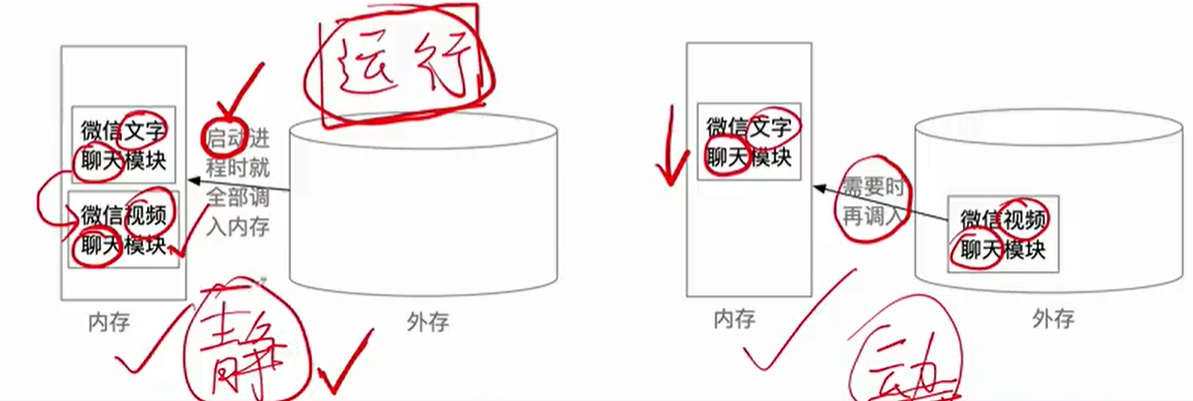 运行
微信文字
聊天模块
启动进
程时就
全部调
入内存
微信视频
聊天模块
内存
静
外存
微信文字
聊天模块
需要时
再调入
微信视频
聊天模块
内存
动
外存